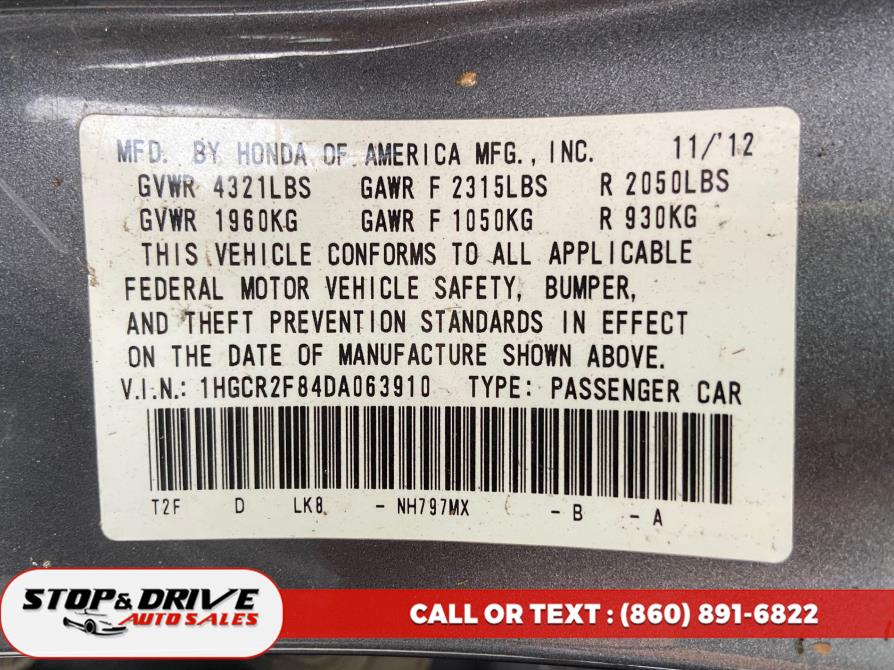 MFD. BY HONDA OF AMERICA MFG., INC. 11/'12
GVWR 4321LBS GAWR F 2315LBS R 2050LBS
GVWR 1960KG GAWR F 1050KG R 930KG
THIS VEHICLE CONFORMS TO ALL APPLICABLE
FEDERAL MOTOR VEHICLE SAFETY, BUMPER,
AND THEFT PREVENTION STANDARDS IN EFFECT
ON THE DATE OF MANUFACTURE SHOWN ABOVE.
V.I.N.: 1HGCR2F84DA063910 TYPE: PASSENGER CAR
T2F D LK8 - NH797MX - B - A
STOP & DRIVE
AUTO SALES
CALL OR TEXT : (860) 891-6822